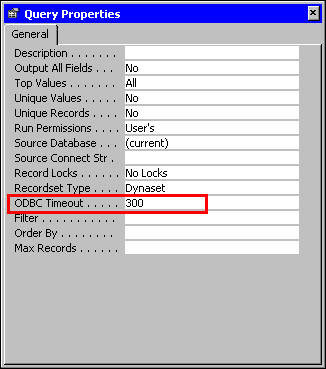 Query Properties
General
Description . . . . . . . .
Output All Fields . . . No
Top Values . . . . . . . All
Unique Values . . . . No
Unique Records . . . No
Run Permissions . . . . User's
Source Database . . . (current)
Source Connect Str .
Record Locks . . . . . . No Locks
Recordset Type . . . . Dynaset
ODBC Timeout . . . . . 300
Filter . . . . . . . . . . . .
Order By . . . . . . . . .
Max Records . . . . . .